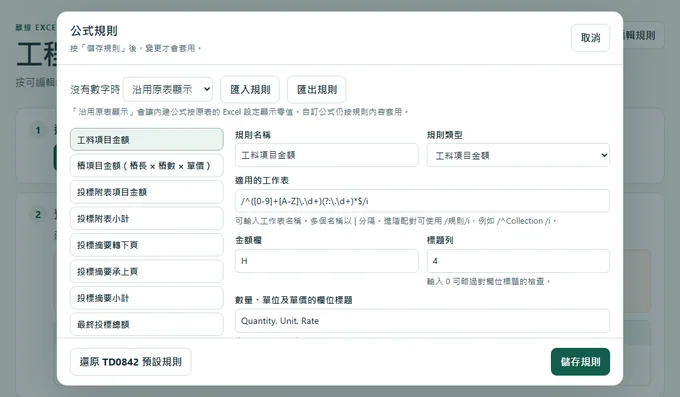 離線 EXCE
工程
按可編輯
編輯規則
1
2
公式規則
按「儲存規則」後，變更才會套用。
取消
沒有數字時
沿用原表顯示
匯入規則
匯出規則
「沿用原表顯示」會讓內建公式按原表的 Excel 設定顯示零值。自訂公式仍按規則內容套用。
工料項目金額
樁項目金額（樁長 × 樁數 × 單價）
投標附表項目金額
投標附表小計
投標摘要轉下頁
投標摘要承上頁
投標摘要小計
最終投標總額
規則名稱
規則類型
工料項目金額
工料項目金額
適用的工作表
/^([0-9]+[A-Z]\.\d+)(?:\.\d+)*$/i
可輸入工作表名稱，多個名稱以 | 分隔。進階配對可使用 /規則/i，例如 /^Collection /i。
金額欄
標題列
H
4
輸入 0 可略過對欄位標題的檢查。
數量、單位及單價的欄位標題
Quantity, Unit, Rate
還原 TD0842 預設規則
儲存規則